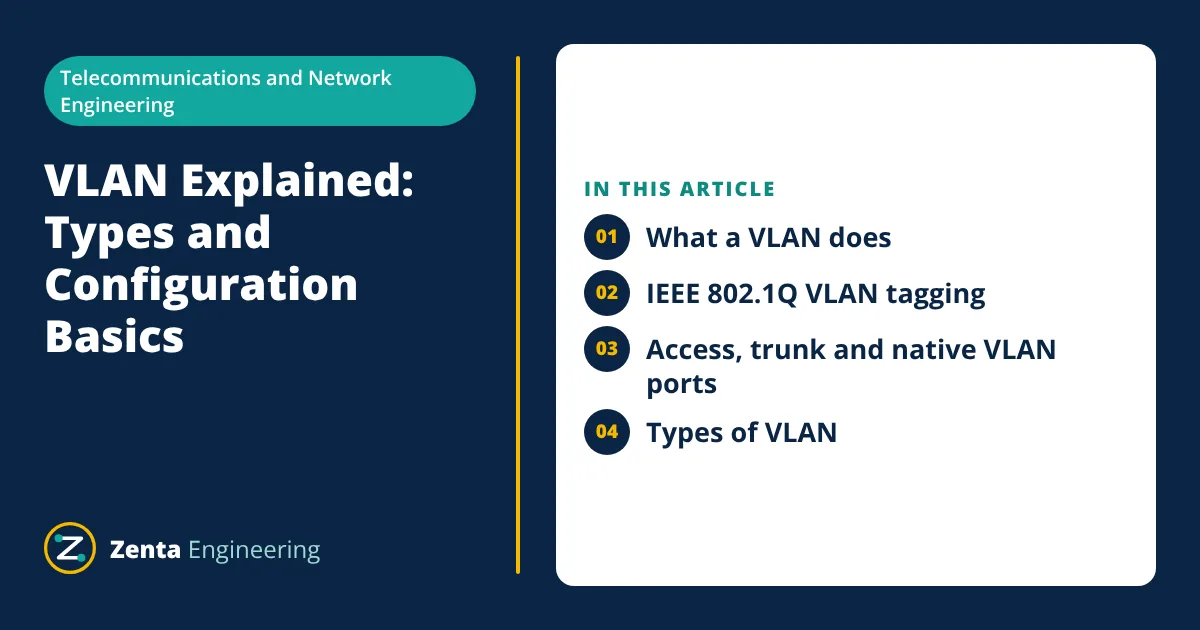 Telecommunications and Network
Engineering
VLAN Explained:
Types and
Configuration
Basics
Zenta Engineering
IN THIS ARTICLE
01 What a VLAN does
02 IEEE 802.1Q VLAN tagging
03 Access, trunk and native VLAN
ports
04 Types of VLAN